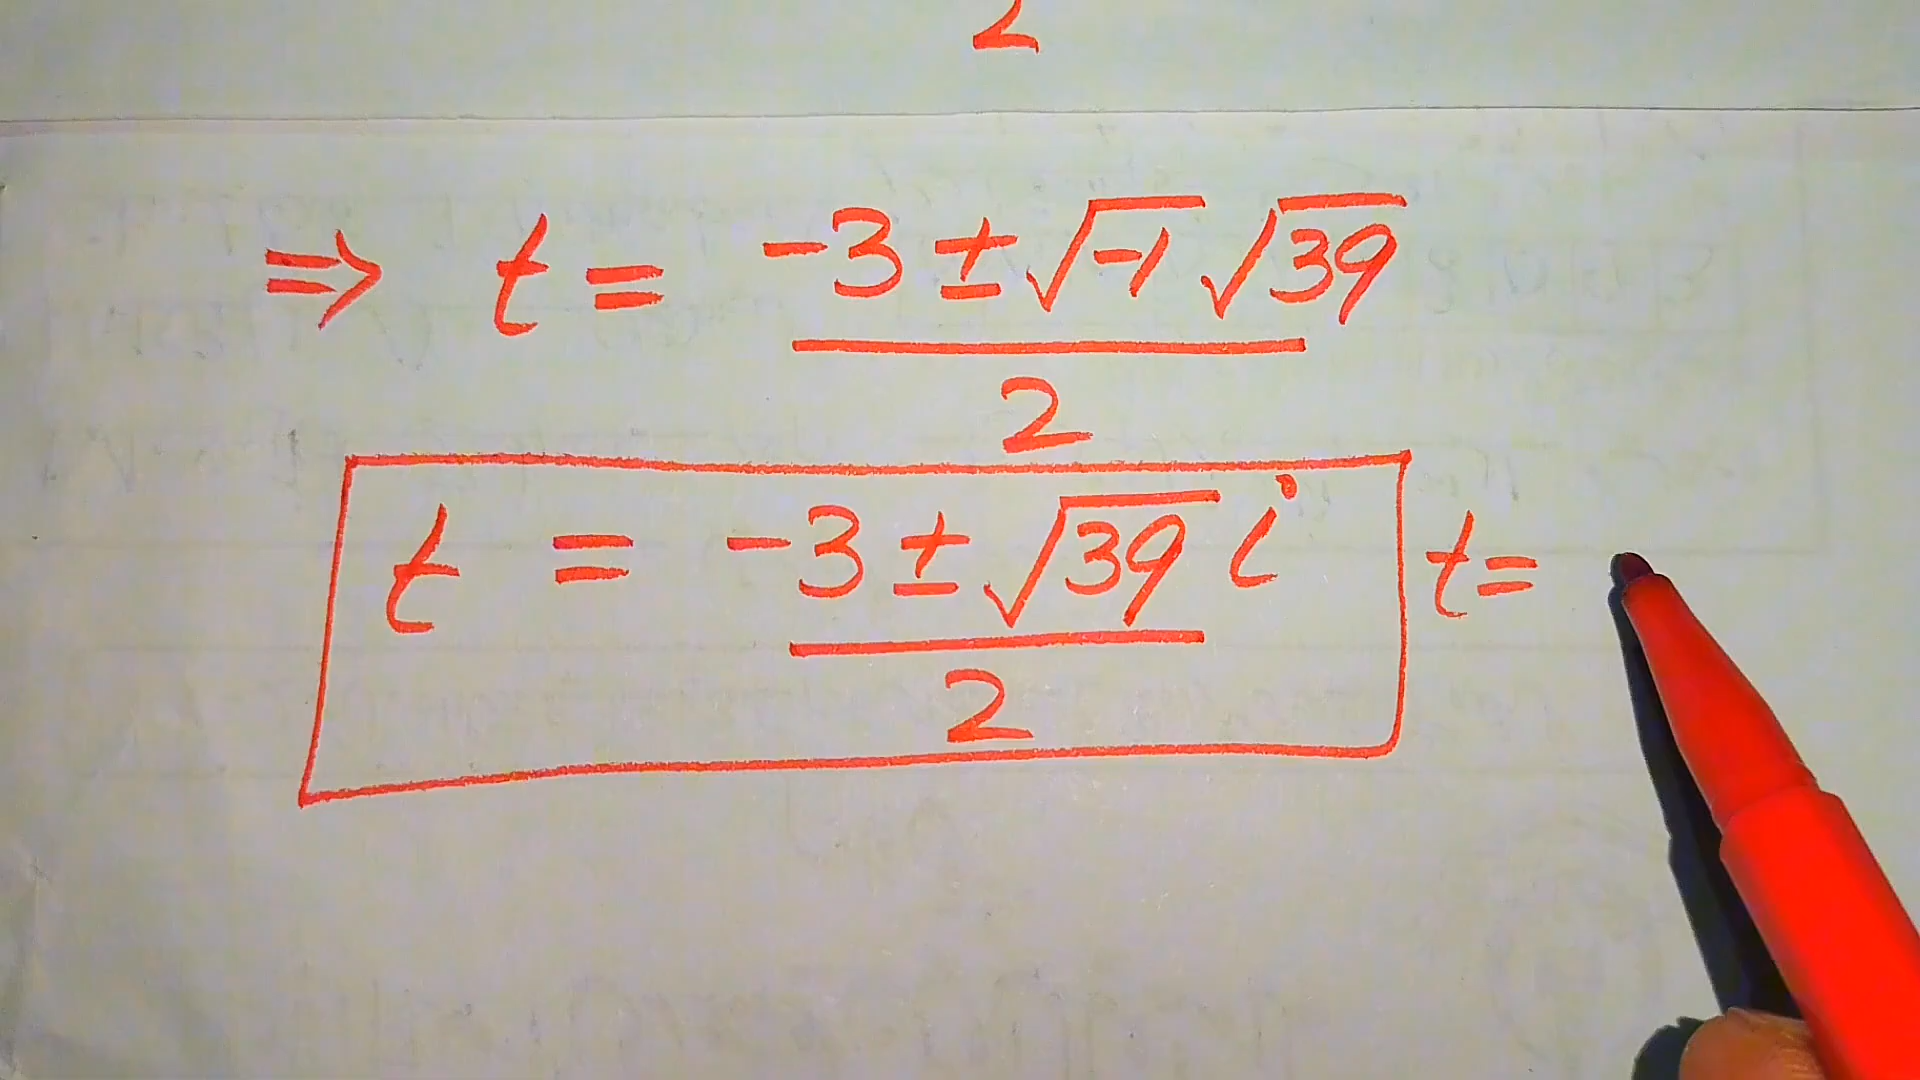 2
⇒ t = -3 ± √-1 √39
2
t = -3 ± √39 i t =
2